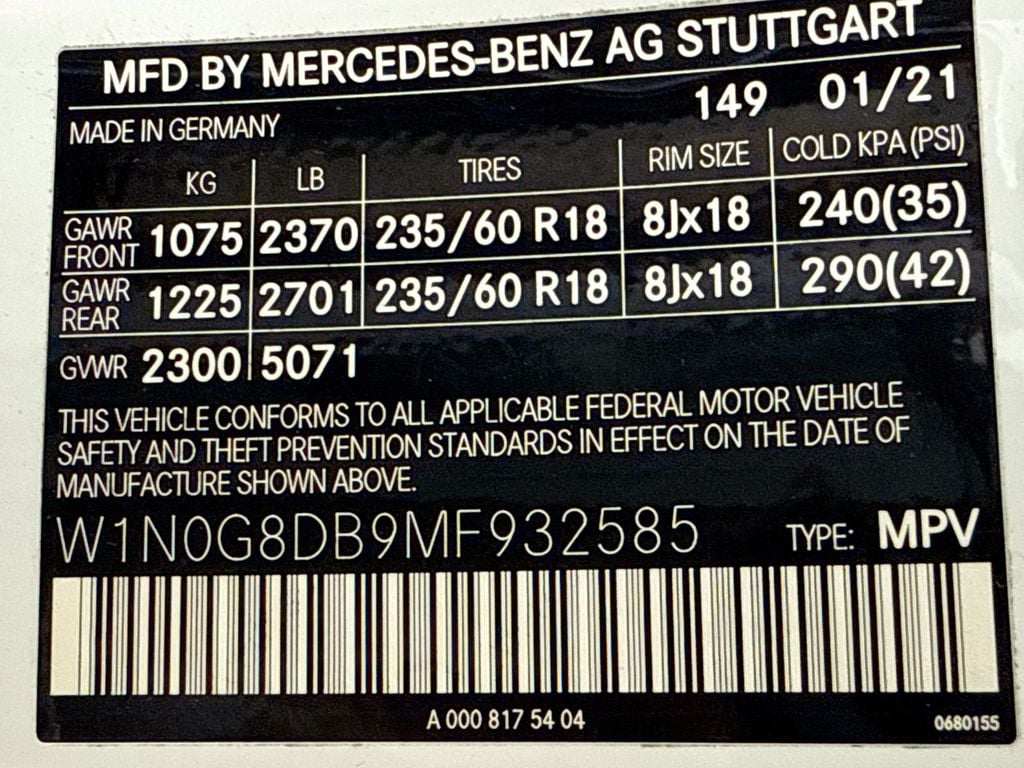 MFD BY MERCEDES-BENZ AG STUTTGART
149 01/21
MADE IN GERMANY
KG LB TIRES RIM SIZE COLD KPA (PSI)
GAWR FRONT 1075 2370 235/60 R18 8Jx18 240(35)
GAWR REAR 1225 2701 235/60 R18 8Jx18 290(42)
GVWR 2300 5071
THIS VEHICLE CONFORMS TO ALL APPLICABLE FEDERAL MOTOR VEHICLE
SAFETY AND THEFT PREVENTION STANDARDS IN EFFECT ON THE DATE OF
MANUFACTURE SHOWN ABOVE.
W1N0G8DB9MF932585 TYPE: MPV
A 000 817 54 04 0680155